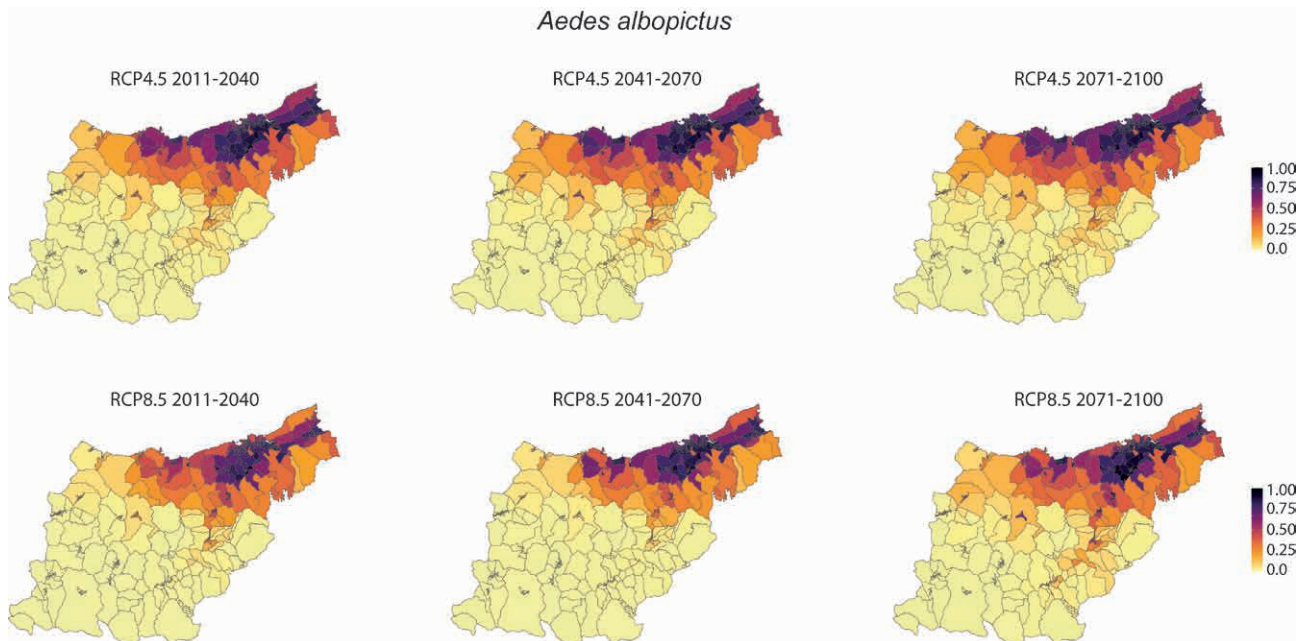 Aedes albopictus
RCP4.5 2011-2040
RCP4.5 2041-2070
RCP4.5 2071-2100
1.00
0.75
0.50
0.25
0.0
RCP8.5 2011-2040
RCP8.5 2041-2070
RCP8.5 2071-2100
1.00
0.75
0.50
0.25
0.0